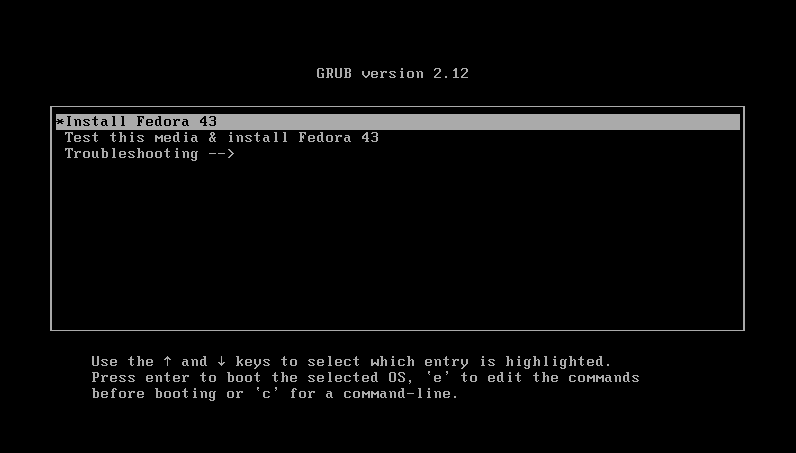 GRUB version 2.12
*Install Fedora 43
Test this media & install Fedora 43
Troubleshooting -->
Use the ↑ and ↓ keys to select which entry is highlighted.
Press enter to boot the selected OS, `e' to edit the commands
before booting or `c' for a command-line.